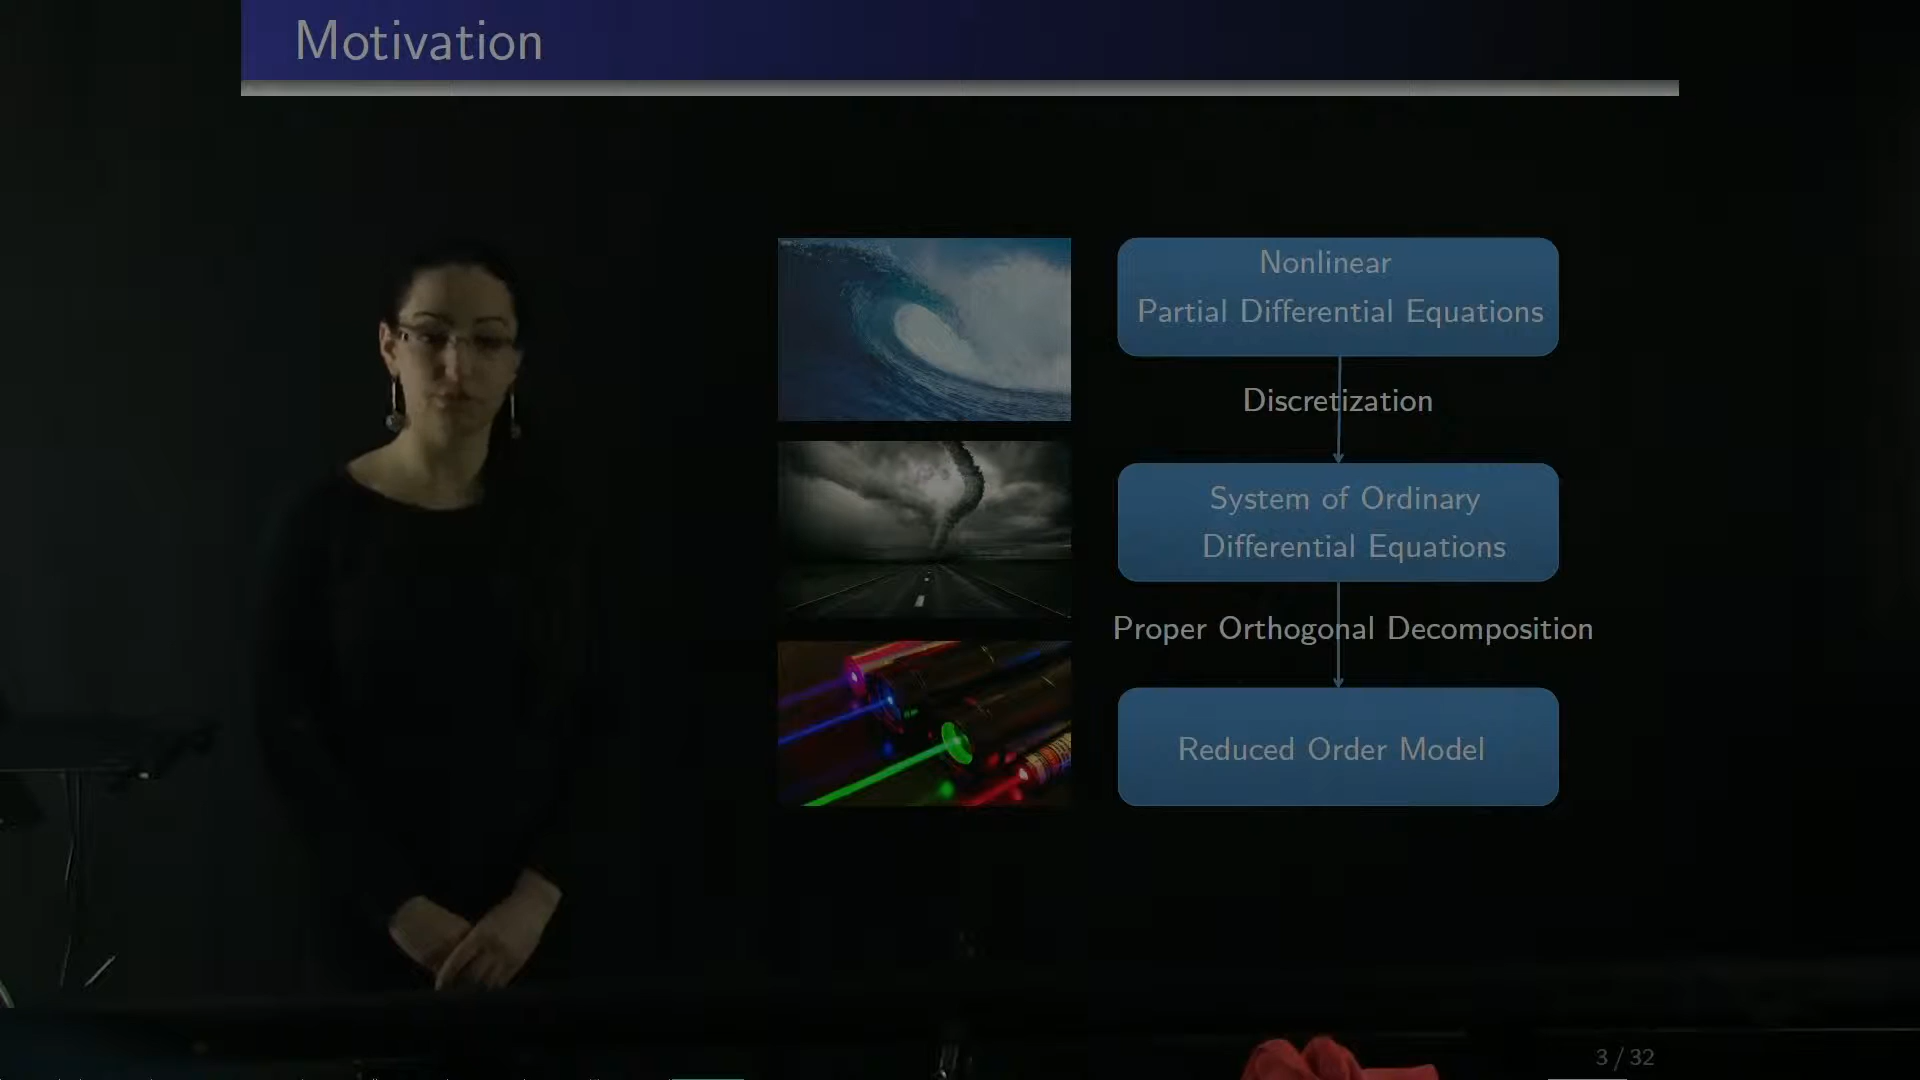 Motivation
Nonlinear
Partial Differential Equations
Discretization
System of Ordinary
Differential Equations
Proper Orthogonal Decomposition
Reduced Order Model
3 / 32